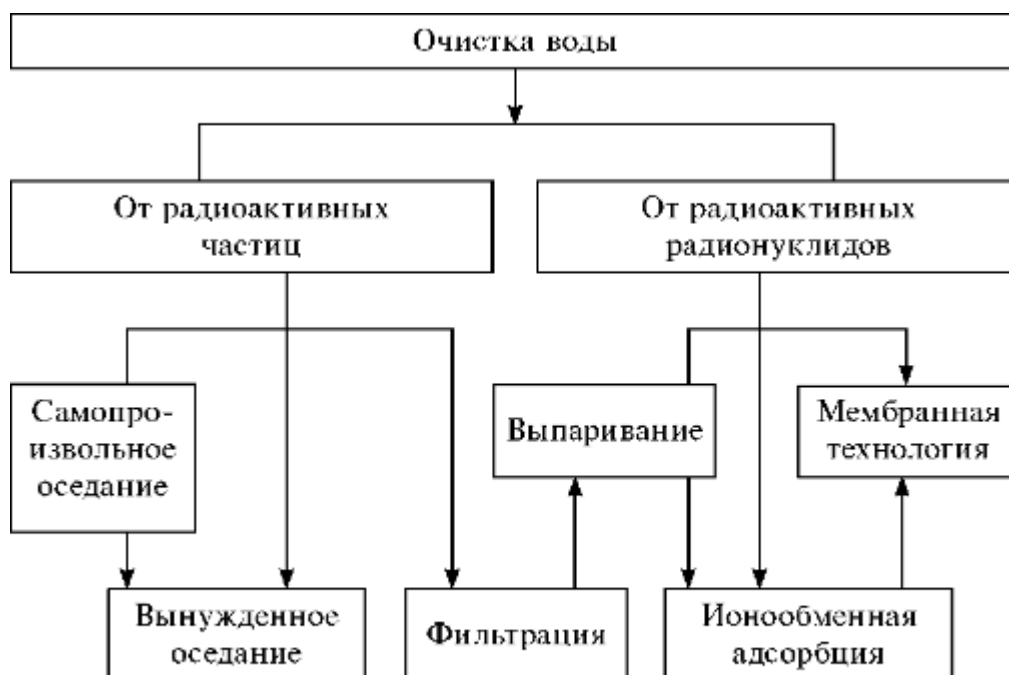 Очистка воды
От радиоактивных
частиц
От радиоактивных
радионуклидов
Самопро-
извольное
оседание
Выпаривание
Мембранная
технология
Вынужденное
оседание
Фильтрация
Ионообменная
адсорбция